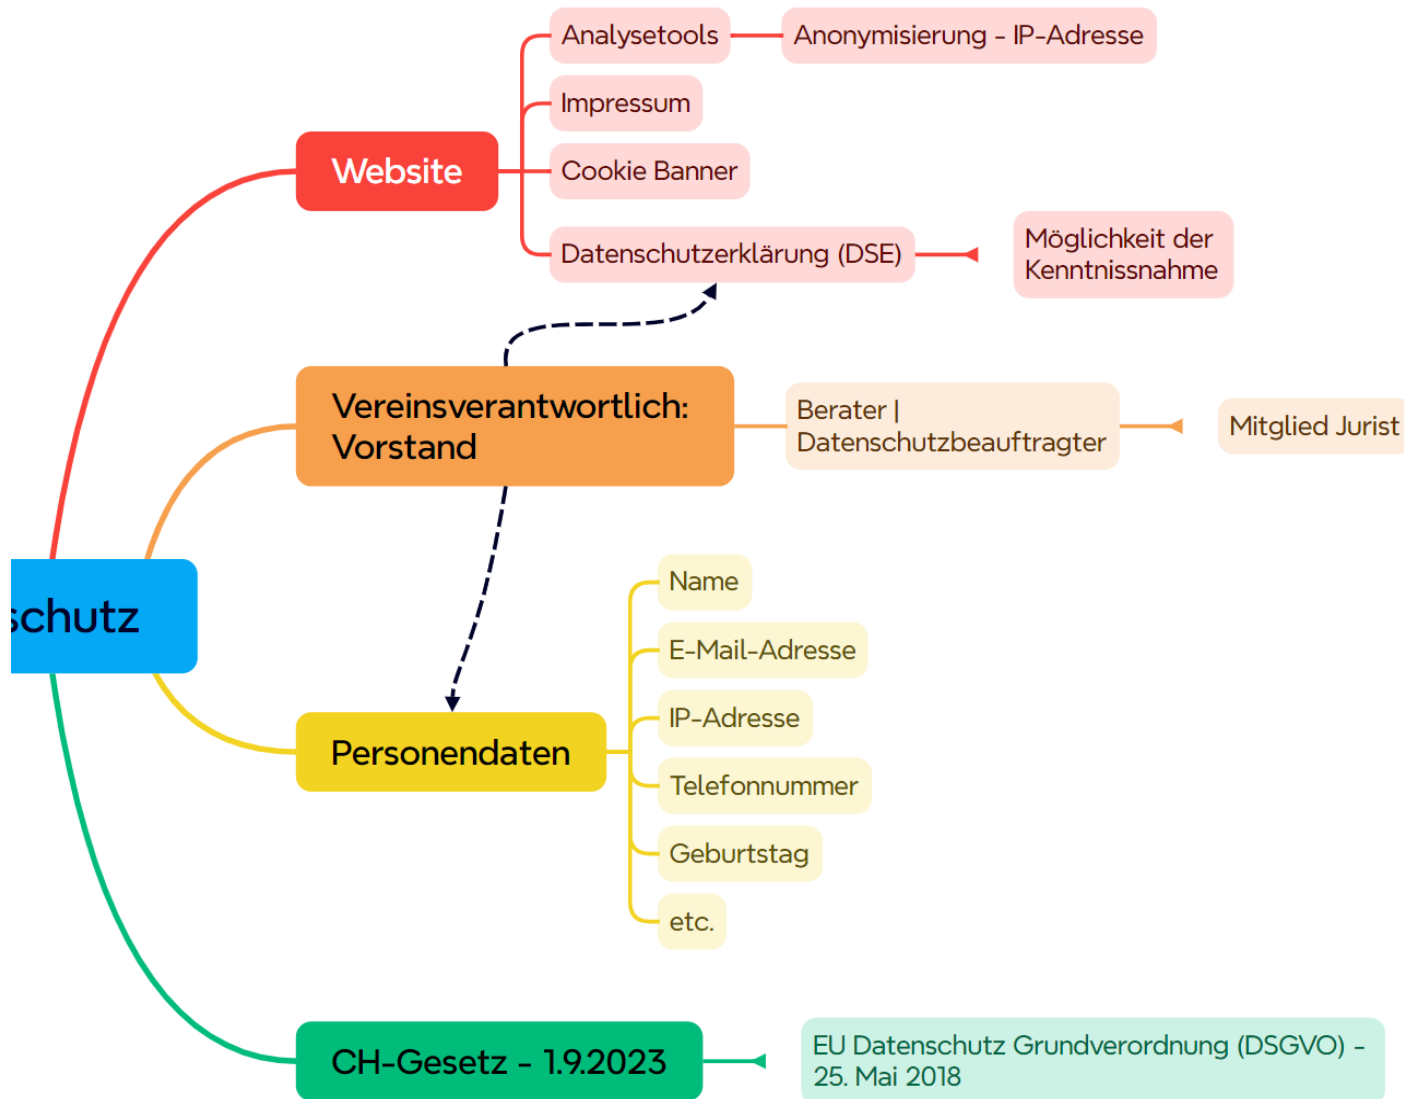 Analysetools
Anonymisierung - IP-Adresse
Impressum
Website
Cookie Banner
Datenschutzerklärung (DSE)
Möglichkeit der
Kenntnissnahme
Vereinsverantwortlich:
Vorstand
Berater |
Datenschutzbeauftragter
Mitglied Jurist
schutz
Personendaten
Name
E-Mail-Adresse
IP-Adresse
Telefonnummer
Geburtstag
etc.
CH-Gesetz - 1.9.2023
EU Datenschutz Grundverordnung (DSGVO) -
25. Mai 2018